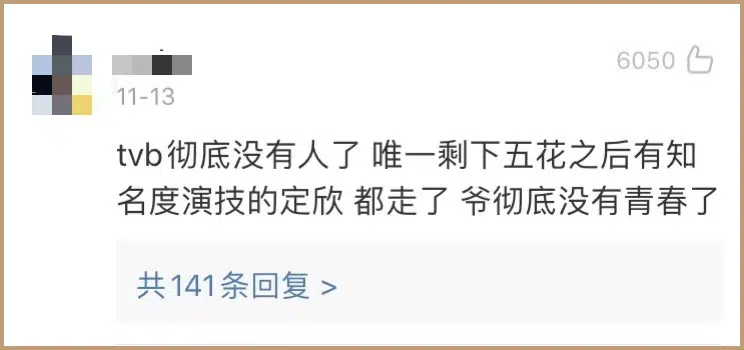 6050
11-13
tvb彻底没有人了 唯一剩下五花之后有知
名度演技的定欣 都走了 爷彻底没有青春了
共141条回复 >